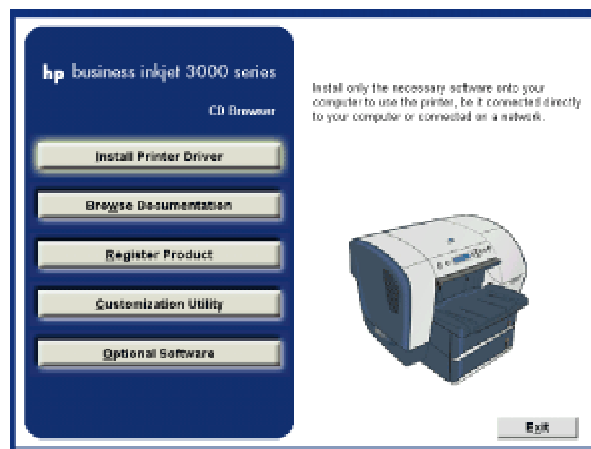 hp business inkjet 3000 series
CD Browser
Install Printer Driver
Browse Documentation
Register Product
Customization Utility
Optional Software
Install only the necessary software onto your
computer to use the printer, be it connected directly
to your computer or connected on a network.
Exit